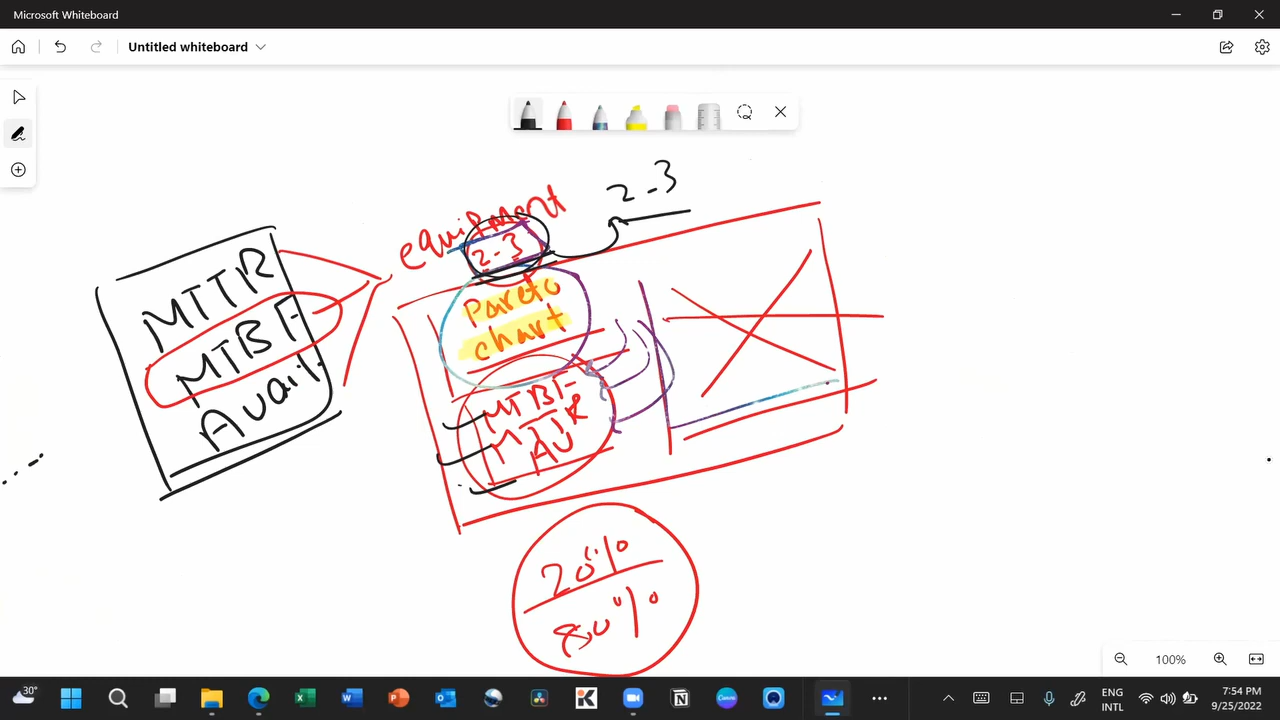 Microsoft Whiteboard
Untitled whiteboard
2-3
equipment
2-3
Pareto
chart
MTTR
MTBF
Avail.
MTBF
MTTR
AV
20%
80%
100%
30°
ENG
INTL
7:54 PM
9/25/2022